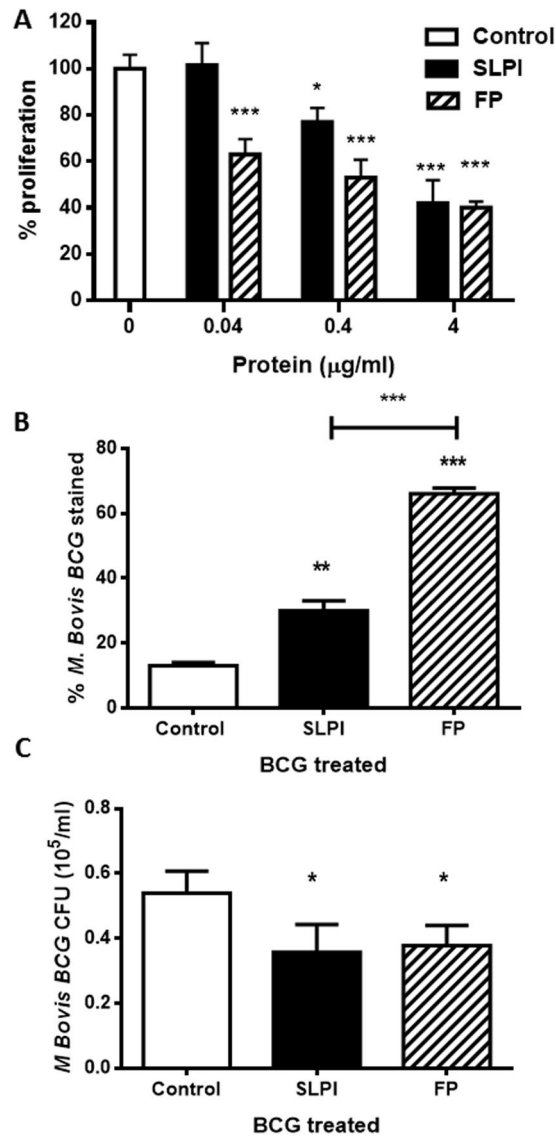 A
Control
SLPI
FP
% proliferation
120
100
80
60
40
20
0
***
*
***
***
***
0
0.04
0.4
4
Protein (μg/ml)
B
***
% M. Bovis BCG stained
80
60
40
20
0
**
***
Control
SLPI
FP
BCG treated
C
M Bovis BCG CFU (10⁵/ml)
0.8
0.6
0.4
0.2
0.0
*
*
Control
SLPI
FP
BCG treated